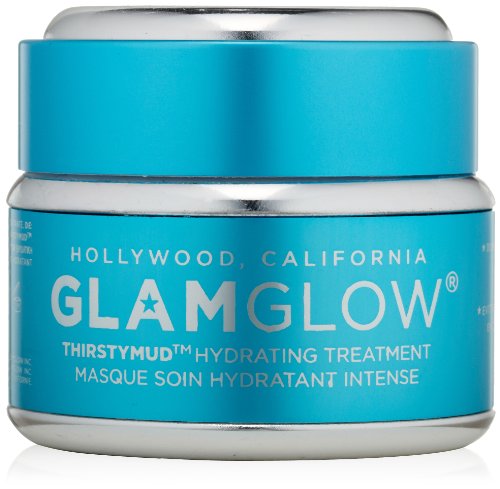 HOLLYWOOD, CALIFORNIA
GLAMGLOW®
THIRSTYMUD™ HYDRATING TREATMENT
MASQUE SOIN HYDRATANT INTENSE